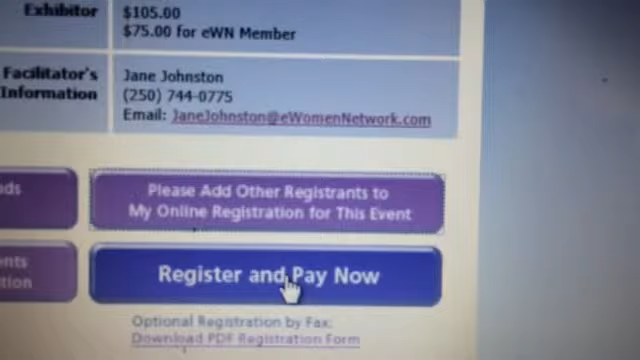 Exhibitor
$105.00
$75.00 for eWN Member
Facilitator's
Information
Jane Johnston
(250) 744-0775
Email: JaneJohnston@eWomenNetwork.com
Please Add Other Registrants to
My Online Registration for This Event
Register and Pay Now
Optional Registration by Fax:
Download PDF Registration Form